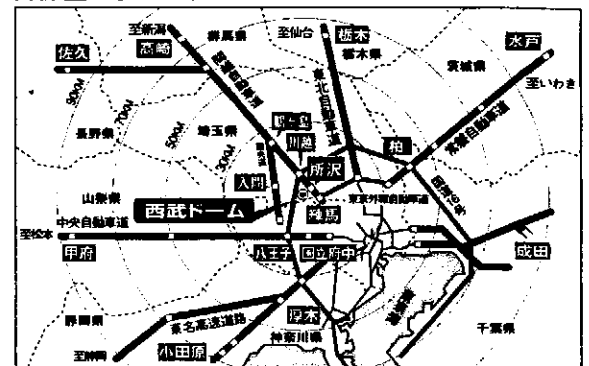 至新潟
群馬県
至仙台
栃木
水戸
佐久
高崎
栃木県
茨城県
至いわき
90KM
70KM
50KM
30KM
東北自動車道
長野県
埼玉県
鶴ヶ島
川越
柏
常磐自動車道
所沢
入間
山梨県
練馬
東京外環自動車道
西武ドーム
中央自動車道
至松本
甲府
八王子
国立府中
成田
静岡県
厚木
東名高速道路
神奈川県
千葉県
至静岡
小田原